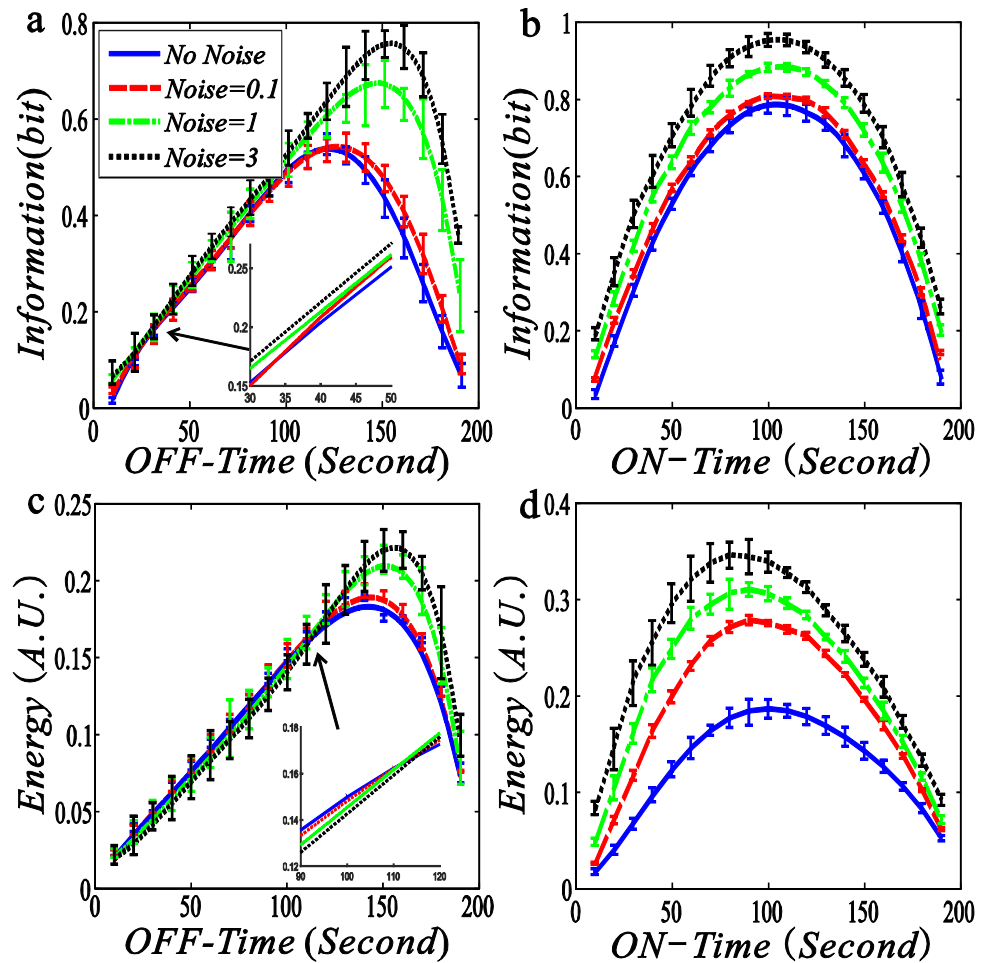 a
0.8
0.6
0.4
0.2
0
Information(bit)
No Noise
Noise=0.1
Noise=1
Noise=3
0.25
0.2
0.15
30 35 40 45 50
0 50 100 150 200
OFF-Time (Second)
b
1
0.8
0.6
0.4
0.2
0
Information(bit)
0 50 100 150 200
ON-Time (Second)
c
0.25
0.2
0.15
0.1
0.05
0
Energy (A.U.)
0.18
0.16
0.14
0.12
90 100 110 120
0 50 100 150 200
OFF-Time (Second)
d
0.4
0.3
0.2
0.1
0
Energy (A.U.)
0 50 100 150 200
ON-Time (Second)